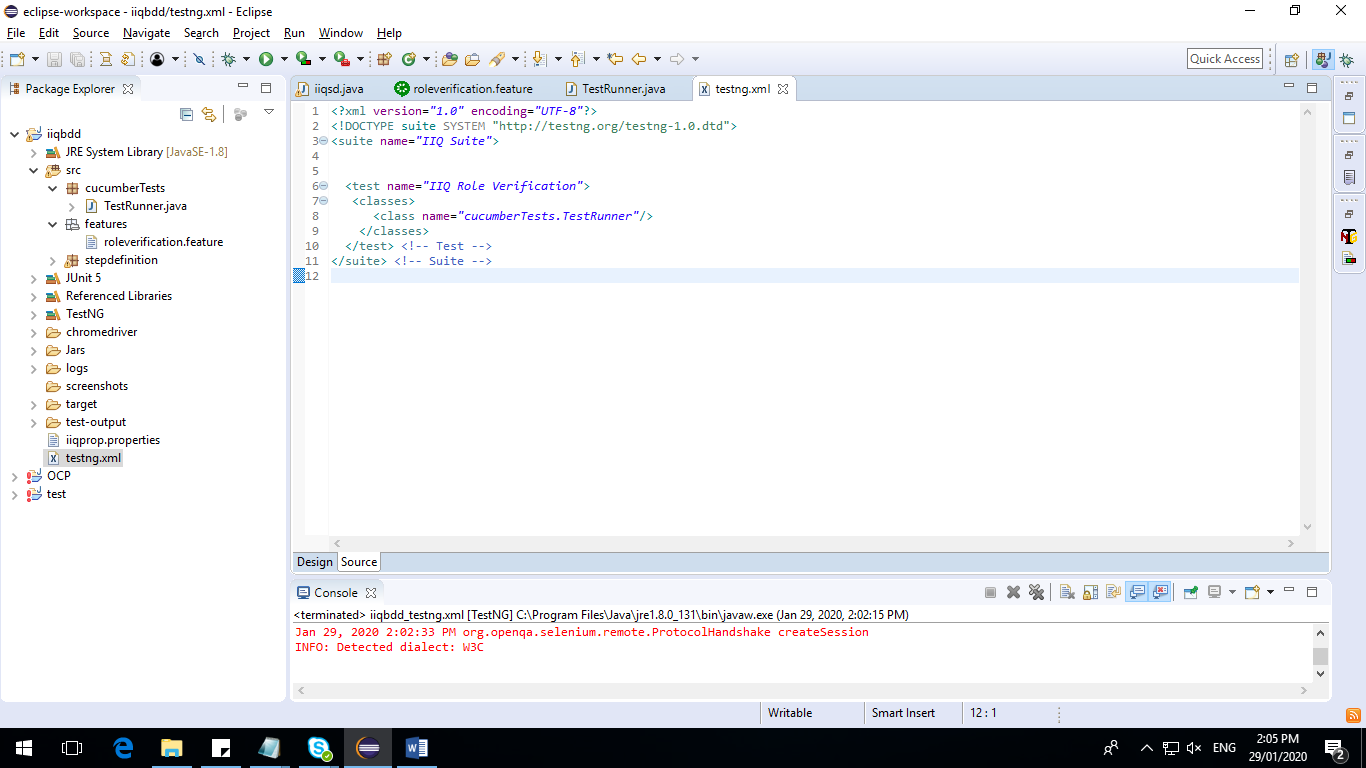 eclipse-workspace - iiqbdd/testng.xml - Eclipse
File Edit Source Navigate Search Project Run Window Help
Quick Access
Package Explorer
iiqbdd
JRE System Library [JavaSE-1.8]
src
cucumberTests
TestRunner.java
features
roleverification.feature
stepdefinition
JUnit 5
Referenced Libraries
TestNG
chromedriver
Jars
logs
screenshots
target
test-output
iiqprop.properties
testng.xml
OCP
test
iiqsd.java roleverification.feature TestRunner.java testng.xml
1 <?xml version="1.0" encoding="UTF-8"?>
2 <!DOCTYPE suite SYSTEM "http://testng.org/testng-1.0.dtd">
3 <suite name="IIQ Suite">
4
5
6 <test name="IIQ Role Verification">
7 <classes>
8 <class name="cucumberTests.TestRunner"/>
9 </classes>
10 </test> <!-- Test -->
11 </suite> <!-- Suite -->
12
Design Source
Console
<terminated> iiqbdd_testng.xml [TestNG] C:\Program Files\Java\jre1.8.0_131\bin\javaw.exe (Jan 29, 2020, 2:02:15 PM)
Jan 29, 2020 2:02:33 PM org.openqa.selenium.remote.ProtocolHandshake createSession
INFO: Detected dialect: W3C
Writable Smart Insert 12 : 1
ENG
2:05 PM
29/01/2020
2